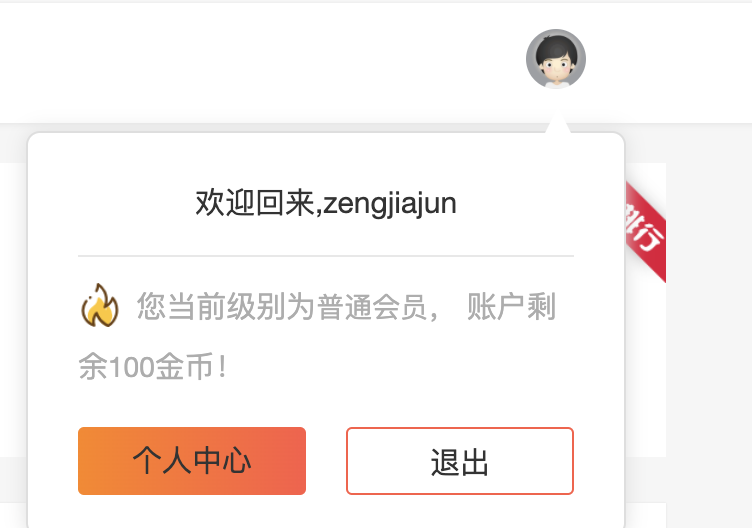 欢迎回来,zengjiajun
排行
您当前级别为普通会员， 账户剩
余100金币！
个人中心
退出